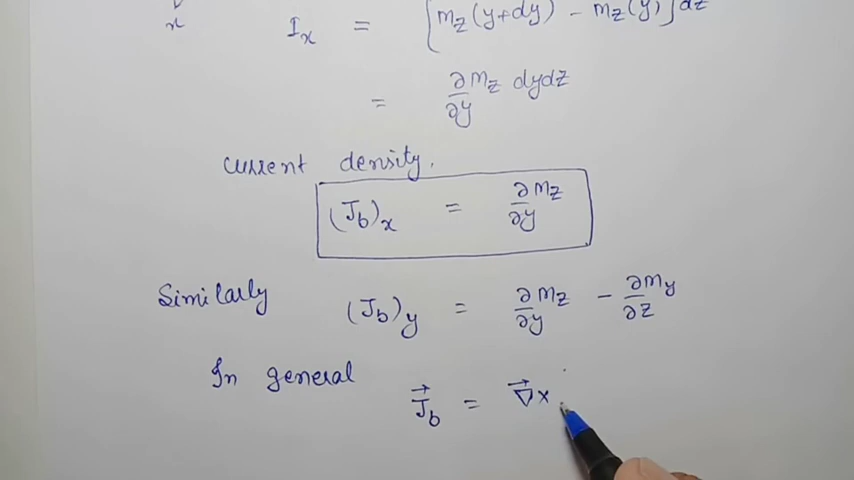 x
I_x = [m_z(y+dy) - m_z(y)]dz
= ∂m_z/∂y dydz
current density.
(J_b)_x = ∂m_z/∂y
Similarly (J_b)_y = ∂m_z/∂y - ∂m_y/∂z
In general
J⃗_b = ∇⃗×